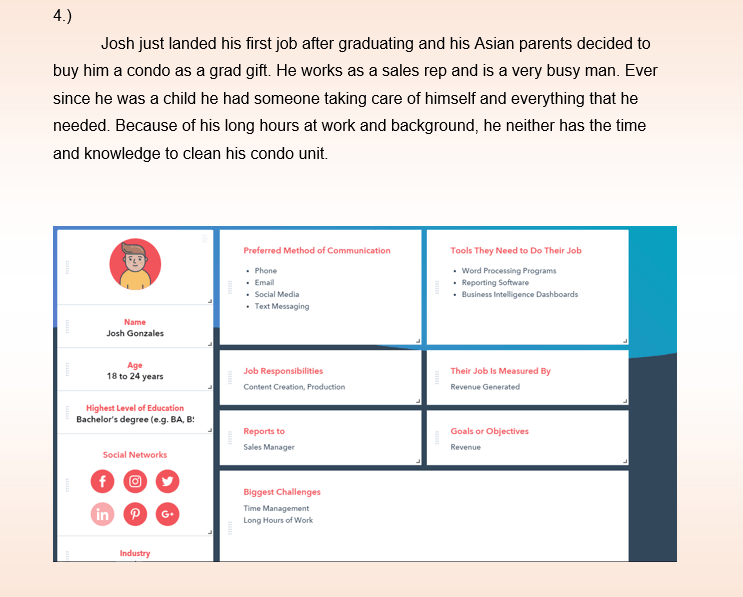 4.)
Josh just landed his first job after graduating and his Asian parents decided to
buy him a condo as a grad gift. He works as a sales rep and is a very busy man. Ever
since he was a child he had someone taking care of himself and everything that he
needed. Because of his long hours at work and background, he neither has the time
and knowledge to clean his condo unit.
Name
Josh Gonzales
Age
18 to 24 years
Highest Level of Education
Bachelor's degree (e.g. BA, B!
Social Networks
f
in
G+
Industry
Preferred Method of Communication
• Phone
• Email
• Social Media
• Text Messaging
Tools They Need to Do Their Job
• Word Processing Programs
• Reporting Software
• Business Intelligence Dashboards
Job Responsibilities
Content Creation, Production
Their Job Is Measured By
Revenue Generated
Reports to
Sales Manager
Goals or Objectives
Revenue
Biggest Challenges
Time Management
Long Hours of Work